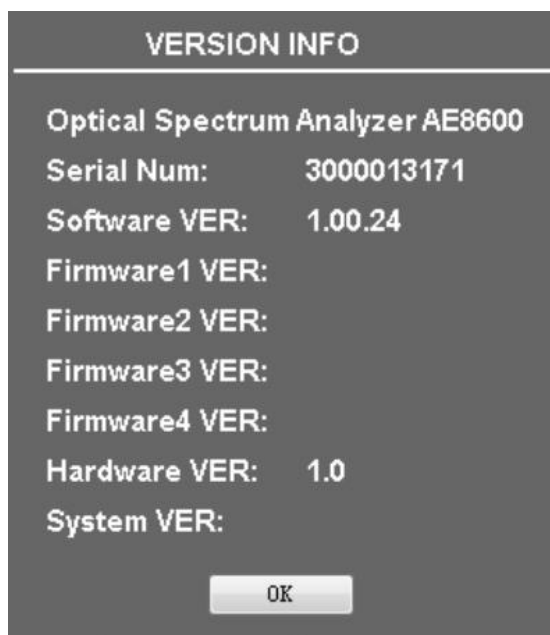 VERSION INFO
Optical Spectrum Analyzer AE8600
Serial Num: 3000013171
Software VER: 1.00.24
Firmware1 VER:
Firmware2 VER:
Firmware3 VER:
Firmware4 VER:
Hardware VER: 1.0
System VER:
OK